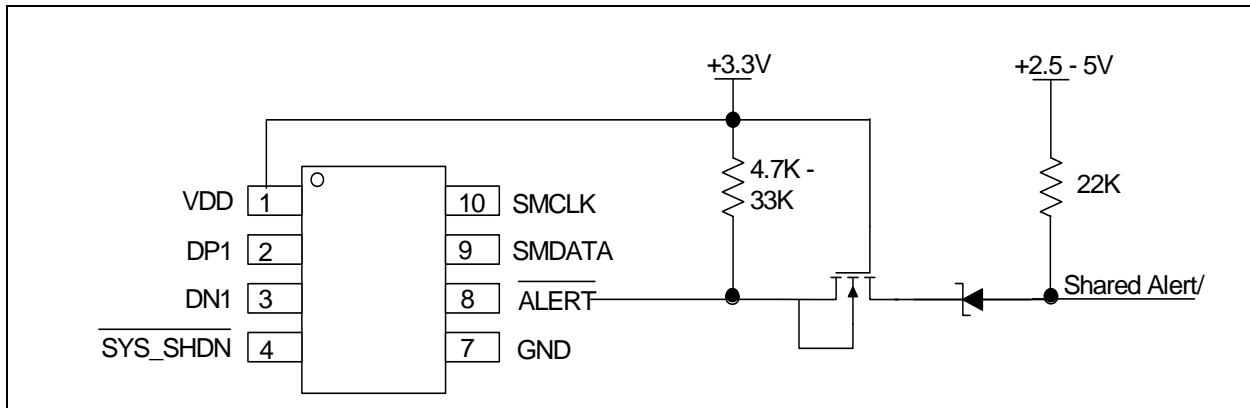 +3.3V
+2.5 - 5V
4.7K -
33K
22K
VDD 1
10 SMCLK
DP1 2
9 SMDATA
DN1 3
8 ALERT
Shared Alert/
SYS_SHDN 4
7 GND